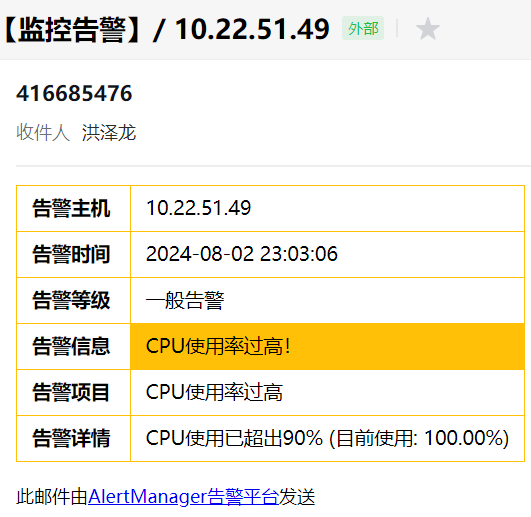 【监控告警】/ 10.22.51.49 外部
416685476
收件人 洪泽龙
告警主机 10.22.51.49
告警时间 2024-08-02 23:03:06
告警等级 一般告警
告警信息 CPU使用率过高!
告警项目 CPU使用率过高
告警详情 CPU使用已超出90% (目前使用: 100.00%)
此邮件由AlertManager告警平台发送